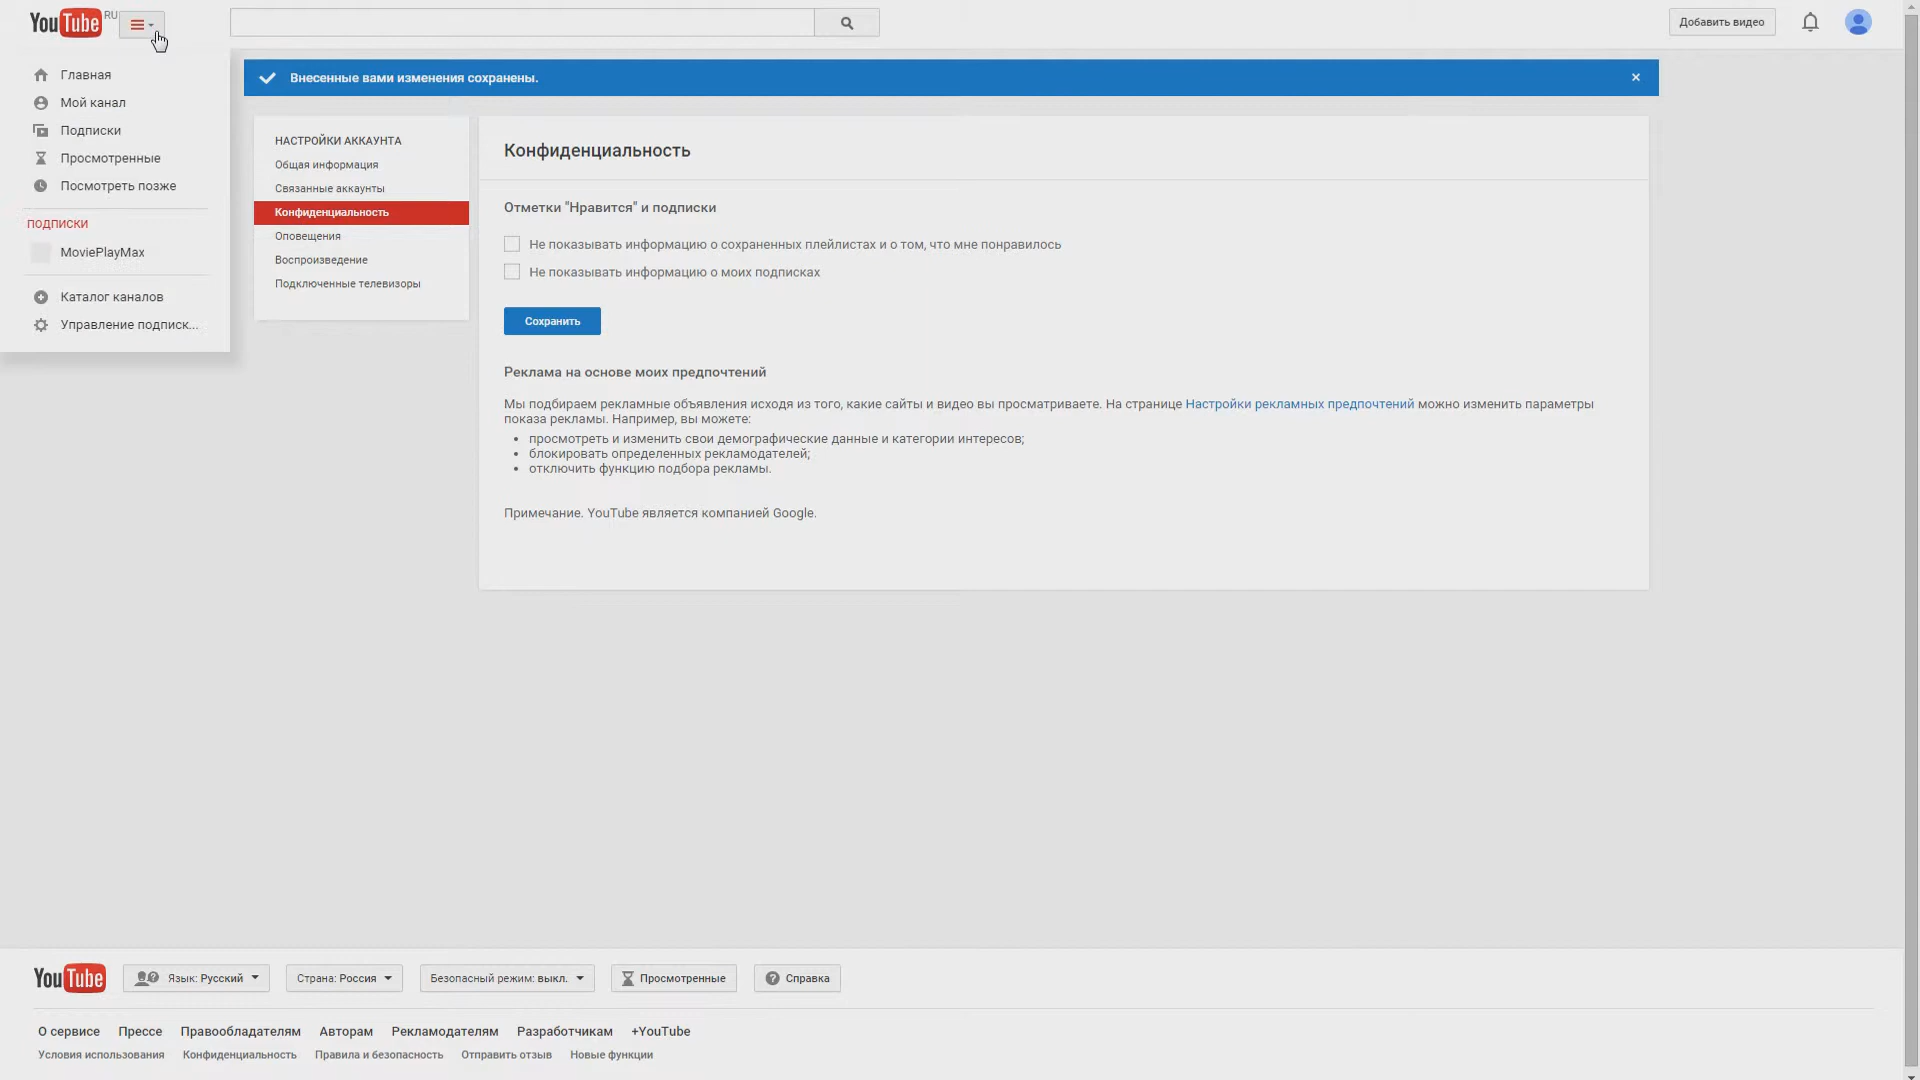 YouTube RU
Добавить видео
Главная
Мой канал
Подписки
Просмотренные
Посмотреть позже
ПОДПИСКИ
MoviePlayMax
Каталог каналов
Управление подписк...
Внесенные вами изменения сохранены.
НАСТРОЙКИ АККАУНТА
Общая информация
Связанные аккаунты
Конфиденциальность
Оповещения
Воспроизведение
Подключенные телевизоры
Конфиденциальность
Отметки "Нравится" и подписки
Не показывать информацию о сохраненных плейлистах и о том, что мне понравилось
Не показывать информацию о моих подписках
Сохранить
Реклама на основе моих предпочтений
Мы подбираем рекламные объявления исходя из того, какие сайты и видео вы просматриваете. На странице Настройки рекламных предпочтений можно изменить параметры
показа рекламы. Например, вы можете:
• просмотреть и изменить свои демографические данные и категории интересов;
• блокировать определенных рекламодателей;
• отключить функцию подбора рекламы.
Примечание. YouTube является компанией Google.
YouTube Язык: Русский Страна: Россия Безопасный режим: выкл. Просмотренные Справка
О сервисе Прессе Правообладателям Авторам Рекламодателям Разработчикам +YouTube
Условия использования Конфиденциальность Правила и безопасность Отправить отзыв Новые функции